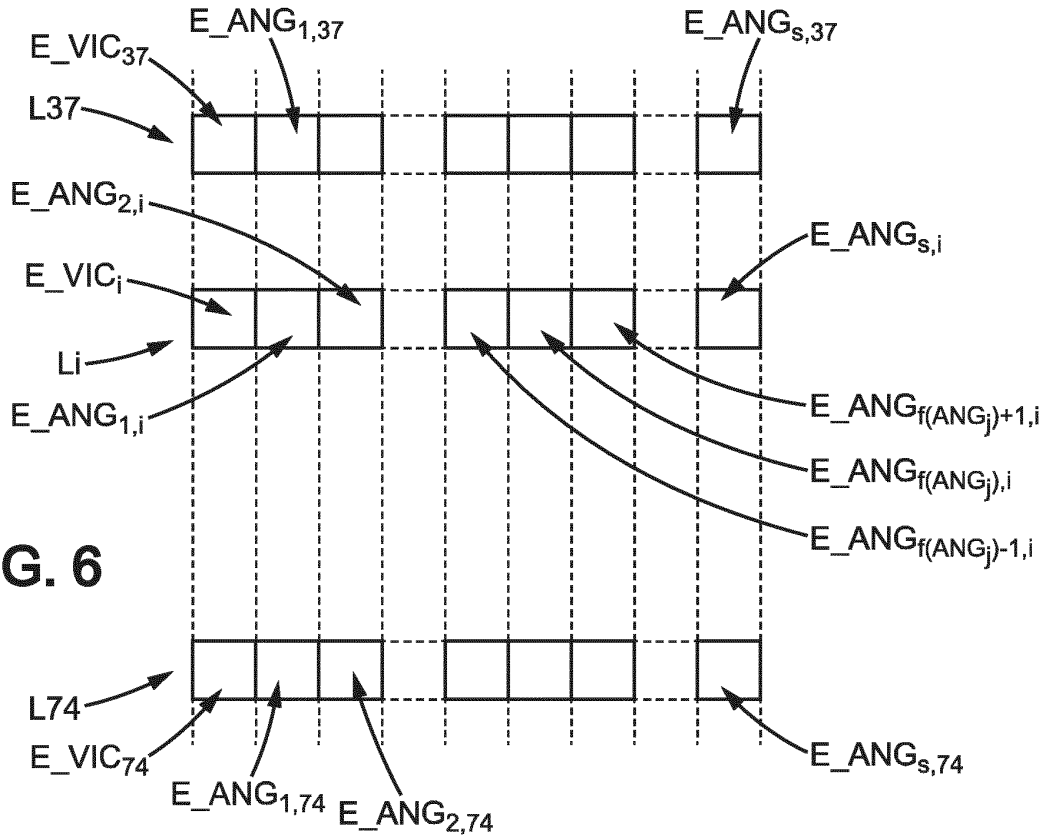 E_ANG1,37
E_ANGs,37
E_VIC37
L37
E_ANG2,i
E_ANGs,i
E_VICi
Li
E_ANG1,i
E_ANGf(ANGj)+1,i
E_ANGf(ANGj),i
E_ANGf(ANGj)-1,i
G. 6
L74
E_VIC74
E_ANGs,74
E_ANG1,74
E_ANG2,74